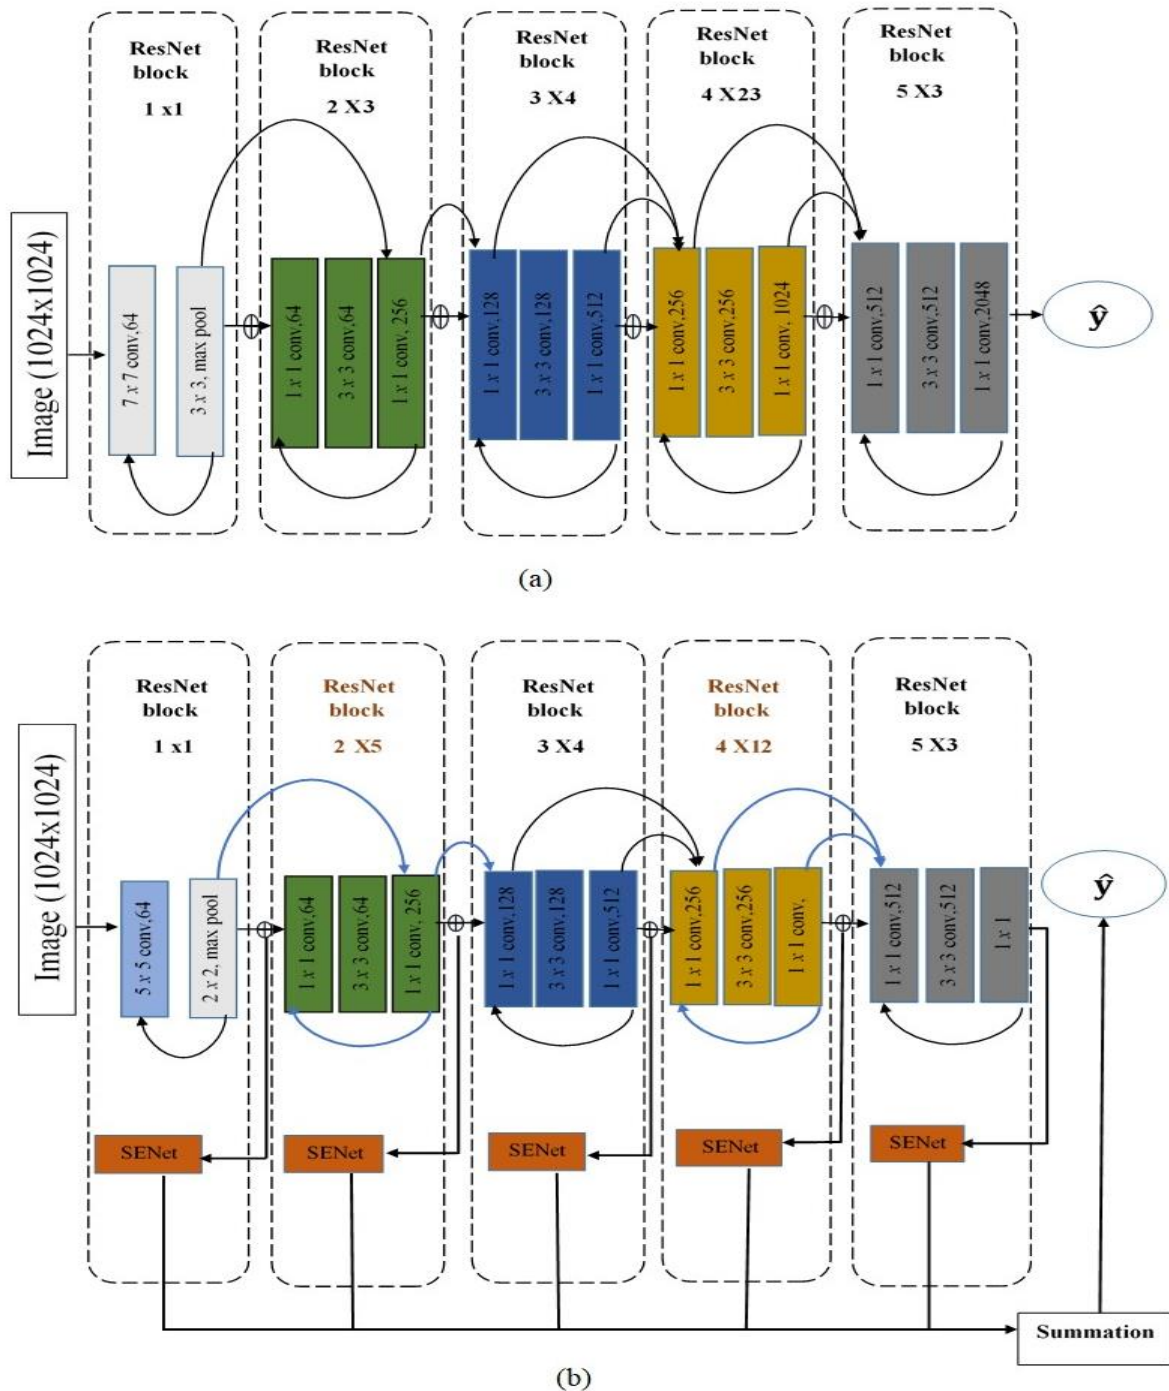 Image (1024x1024)
ResNet
block
1 x1
7 x 7 conv,64
3 x 3, max pool
ResNet
block
2 X3
1 x 1 conv,64
3 x 3 conv,64
1 x 1 conv, 256
ResNet
block
3 X4
1 x 1 conv,128
3 x 3 conv,128
1 x 1 conv,512
ResNet
block
4 X23
1 x 1 conv,256
3 x 3 conv,256
1 x 1 conv, 1024
ResNet
block
5 X3
1 x 1 conv,512
3 x 3 conv,512
1 x 1 conv,2048
ŷ
(a)
Image (1024x1024)
ResNet
block
1 x1
5 x 5 conv,64
2 x 2, max pool
SENet
ResNet
block
2 X5
1 x 1 conv,64
3 x 3 conv,64
1 x 1 conv, 256
SENet
ResNet
block
3 X4
1 x 1 conv,128
3 x 3 conv,128
1 x 1 conv,512
SENet
ResNet
block
4 X12
1 x 1 conv,256
3 x 3 conv,256
1 x 1 conv,
SENet
ResNet
block
5 X3
1 x 1 conv,512
3 x 3 conv,512
1 x 1
SENet
ŷ
Summation
(b)